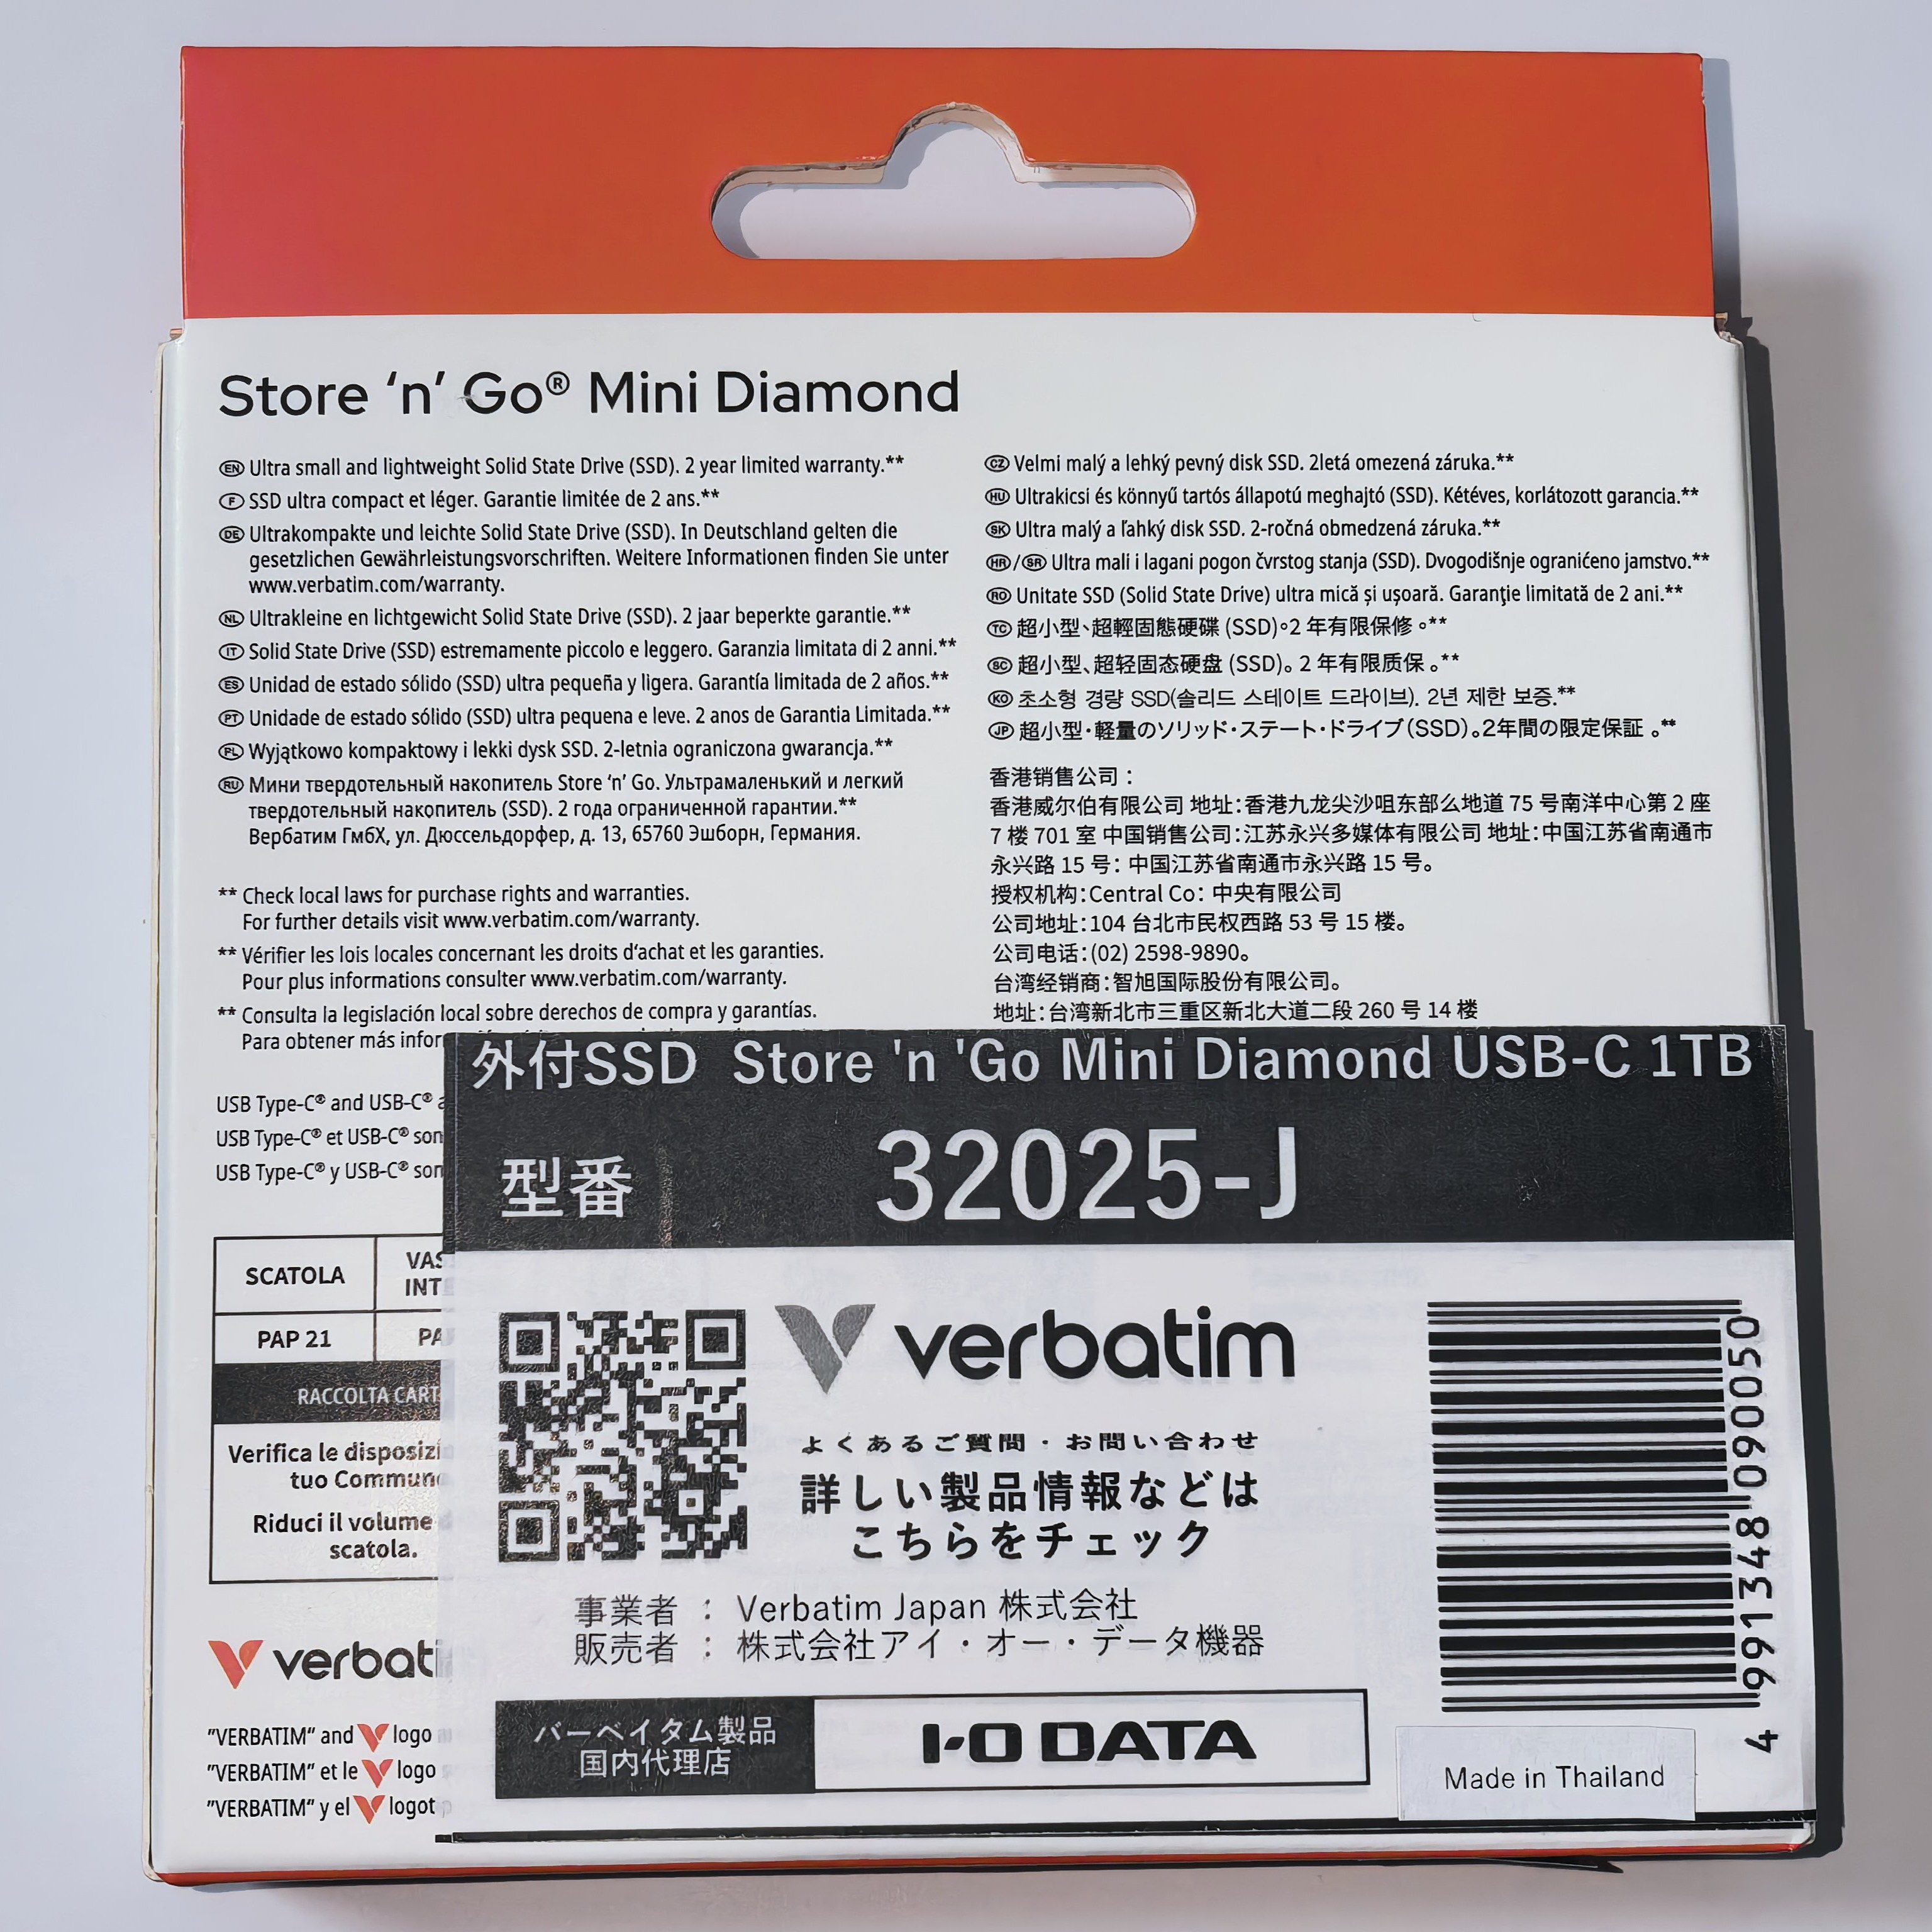 Store ‘n’ Go® Mini Diamond
EN Ultra small and lightweight Solid State Drive (SSD). 2 year limited warranty.**
F SSD ultra compact et léger. Garantie limitée de 2 ans.**
DE Ultrakompakte und leichte Solid State Drive (SSD). In Deutschland gelten die
gesetzlichen Gewährleistungsvorschriften. Weitere Informationen finden Sie unter
www.verbatim.com/warranty.
NL Ultrakleine en lichtgewicht Solid State Drive (SSD). 2 jaar beperkte garantie.**
IT Solid State Drive (SSD) estremamente piccolo e leggero. Garanzia limitata di 2 anni.**
ES Unidad de estado sólido (SSD) ultra pequeña y ligera. Garantía limitada de 2 años.**
PT Unidade de estado sólido (SSD) ultra pequena e leve. 2 anos de Garantia Limitada.**
PL Wyjątkowo kompaktowy i lekki dysk SSD. 2-letnia ograniczona gwarancja.**
RU Мини твердотельный накопитель Store ‘n’ Go. Ультрамаленький и легкий
твердотельный накопитель (SSD). 2 года ограниченной гарантии.**
Вербатим ГмбХ, ул. Дюссельдорфер, д. 13, 65760 Эшборн, Германия.
** Check local laws for purchase rights and warranties.
For further details visit www.verbatim.com/warranty.
** Vérifier les lois locales concernant les droits d‘achat et les garanties.
Pour plus informations consulter www.verbatim.com/warranty.
** Consulta la legislación local sobre derechos de compra y garantías.
Para obtener más infor
USB Type-C® and USB-C® a
USB Type-C® et USB-C® son
USB Type-C® y USB-C® son
CZ Velmi malý a lehký pevný disk SSD. 2letá omezená záruka.**
HU Ultrakicsi és könnyű tartós állapotú meghajtó (SSD). Kétéves, korlátozott garancia.**
SK Ultra malý a ľahký disk SSD. 2-ročná obmedzená záruka.**
HR/SR Ultra mali i lagani pogon čvrstog stanja (SSD). Dvogodišnje ograničeno jamstvo.**
RO Unitate SSD (Solid State Drive) ultra mică și ușoară. Garanţie limitată de 2 ani.**
TC 超小型、超輕固態硬碟 (SSD)。2 年有限保修 。**
SC 超小型、超轻固态硬盘 (SSD)。 2 年有限质保 。**
KO 초소형 경량 SSD(솔리드 스테이트 드라이브). 2년 제한 보증.**
JP 超小型・軽量のソリッド・ステート・ドライブ (SSD)。2年間の限定保証 。**
香港销售公司：
香港威尔伯有限公司 地址：香港九龙尖沙咀东部么地道 75 号南洋中心第 2 座
7 楼 701 室 中国销售公司：江苏永兴多媒体有限公司 地址：中国江苏省南通市
永兴路 15 号： 中国江苏省南通市永兴路 15 号。
授权机构：Central Co： 中央有限公司
公司地址：104 台北市民权西路 53 号 15 楼。
公司电话：(02) 2598-9890。
台湾经销商：智旭国际股份有限公司。
地址：台湾新北市三重区新北大道二段 260 号 14 楼
外付SSD Store 'n 'Go Mini Diamond USB-C 1TB
型番 32025-J
SCATOLA VAS
INT
PAP 21 PA
RACCOLTA CART
Verifica le disposizi
tuo Commun
Riduci il volume
scatola.
verbatim
よくあるご質問・お問い合わせ
詳しい製品情報などは
こちらをチェック
事業者 ： Verbatim Japan 株式会社
販売者 ： 株式会社アイ・オー・データ機器
バーベイタム製品
国内代理店
I-O DATA
4 991348 090050
Made in Thailand
verbati
”VERBATIM“ and logo
”VERBATIM“ et le logo
”VERBATIM“ y el logot